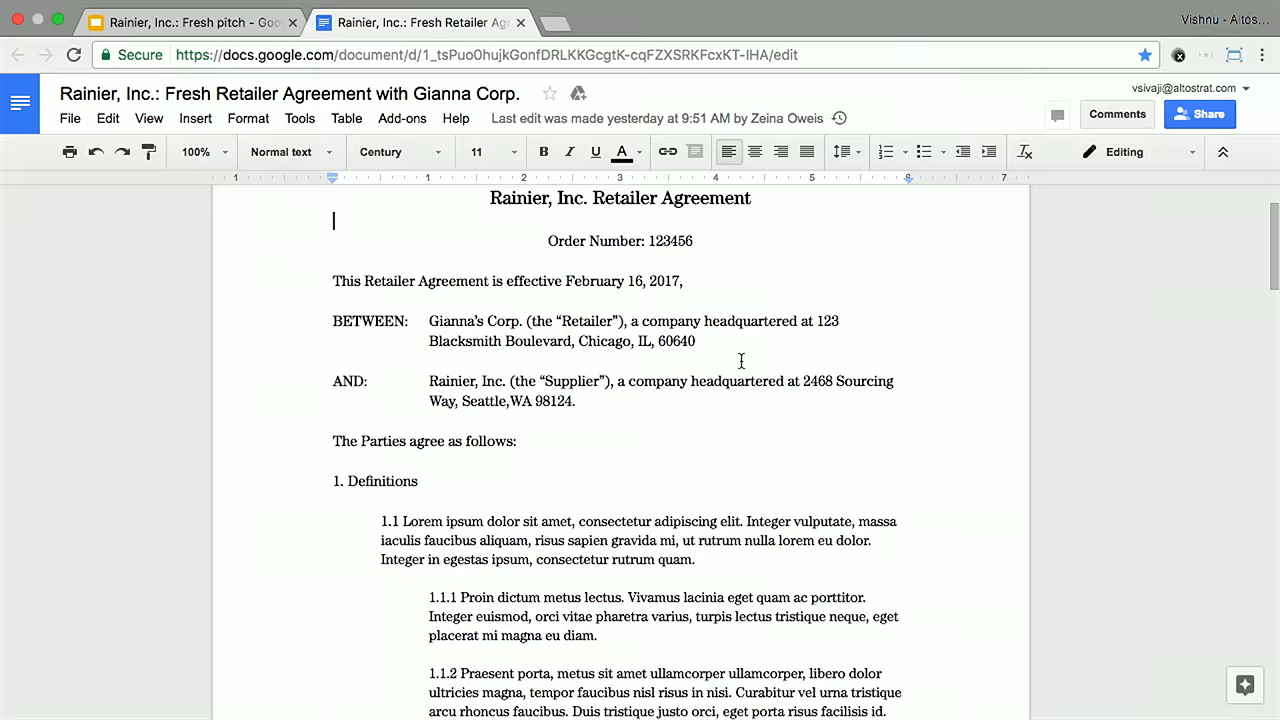 Rainier, Inc.: Fresh pitch - Goo
Rainier, Inc.: Fresh Retailer Agr
Vishnu - Altos...
Secure https://docs.google.com/document/d/1_tsPuo0hujkGonfDRLKKGcgtK-cqFZXSRKFcxKT-IHA/edit
Rainier, Inc.: Fresh Retailer Agreement with Gianna Corp.
vsivaji@altostrat.com
File Edit View Insert Format Tools Table Add-ons Help Last edit was made yesterday at 9:51 AM by Zeina Oweis
Comments
Share
100% Normal text Century 11 B I U A Editing
1 1 2 3 4 5 6 7
Rainier, Inc. Retailer Agreement
Order Number: 123456
This Retailer Agreement is effective February 16, 2017,
BETWEEN: Gianna's Corp. (the “Retailer”), a company headquartered at 123
Blacksmith Boulevard, Chicago, IL, 60640
AND: Rainier, Inc. (the “Supplier”), a company headquartered at 2468 Sourcing
Way, Seattle,WA 98124.
The Parties agree as follows:
1. Definitions
1.1 Lorem ipsum dolor sit amet, consectetur adipiscing elit. Integer vulputate, massa
iaculis faucibus aliquam, risus sapien gravida mi, ut rutrum nulla lorem eu dolor.
Integer in egestas ipsum, consectetur rutrum quam.
1.1.1 Proin dictum metus lectus. Vivamus lacinia eget quam ac porttitor.
Integer euismod, orci vitae pharetra varius, turpis lectus tristique neque, eget
placerat mi magna eu diam.
1.1.2 Praesent porta, metus sit amet ullamcorper ullamcorper, libero dolor
ultricies magna, tempor faucibus nisl risus in nisi. Curabitur vel urna tristique
arcu rhoncus faucibus. Duis tristique justo orci, eget porta risus facilisis id.